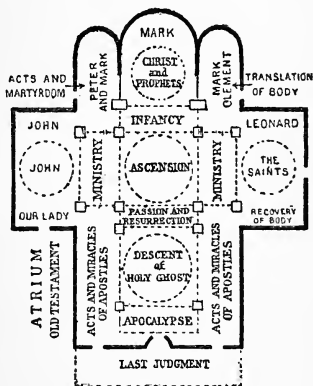 MARK
CHRIST
and
PROPHETS
PETER
AND MARK
MARK
CLEMENT
ACTS AND
MARTYRDOM
TRANSLATION
OF BODY
INFANCY
JOHN
LEONARD
MINISTRY
MINISTRY
JOHN
ASCENSION
THE
SAINTS
OUR LADY
PASSION AND
RESURRECTION
RECOVERY
OF BODY
ATRIUM
OLD TESTAMENT
ACTS AND MIRACLES
OF APOSTLES
DESCENT
of
HOLY GHOST
ACTS AND MIRACLES
OF APOSTLES
APOCALYPSE
LAST JUDGMENT